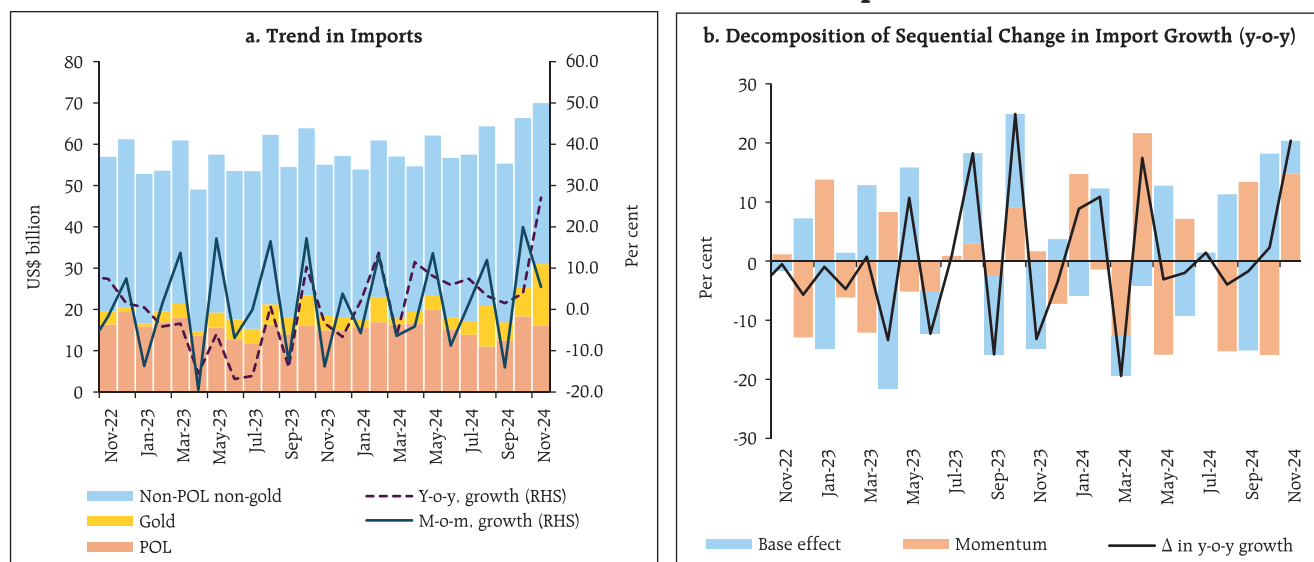 a. Trend in Imports
80
70
60
50
40
30
20
10
0
US$ billion
60.0
50.0
40.0
30.0
20.0
10.0
0.0
-10.0
-20.0
Per cent
Nov-22
Jan-23
Mar-23
May-23
Jul-23
Sep-23
Nov-23
Jan-24
Mar-24
May-24
Jul-24
Sep-24
Nov-24
Non-POL non-gold
Gold
POL
Y-o-y, growth (RHS)
M-o-m, growth (RHS)
b. Decomposition of Sequential Change in Import Growth (y-o-y)
30
20
10
0
-10
-20
-30
Per cent
Nov-22
Jan-23
Mar-23
May-23
Jul-23
Sep-23
Nov-23
Jan-24
Mar-24
May-24
Jul-24
Sep-24
Nov-24
Base effect
Momentum
Δ in y-o-y growth